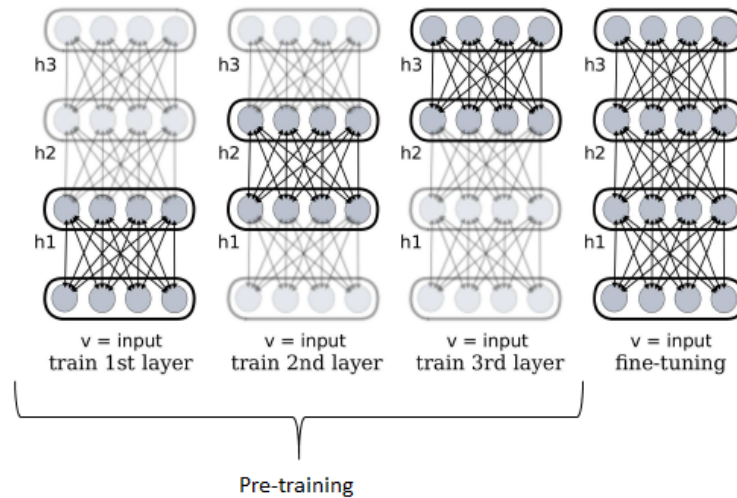 h3
h2
h1
v = input
train 1st layer
h3
h2
h1
v = input
train 2nd layer
h3
h2
h1
v = input
train 3rd layer
h3
h2
h1
v = input
fine-tuning
Pre-training